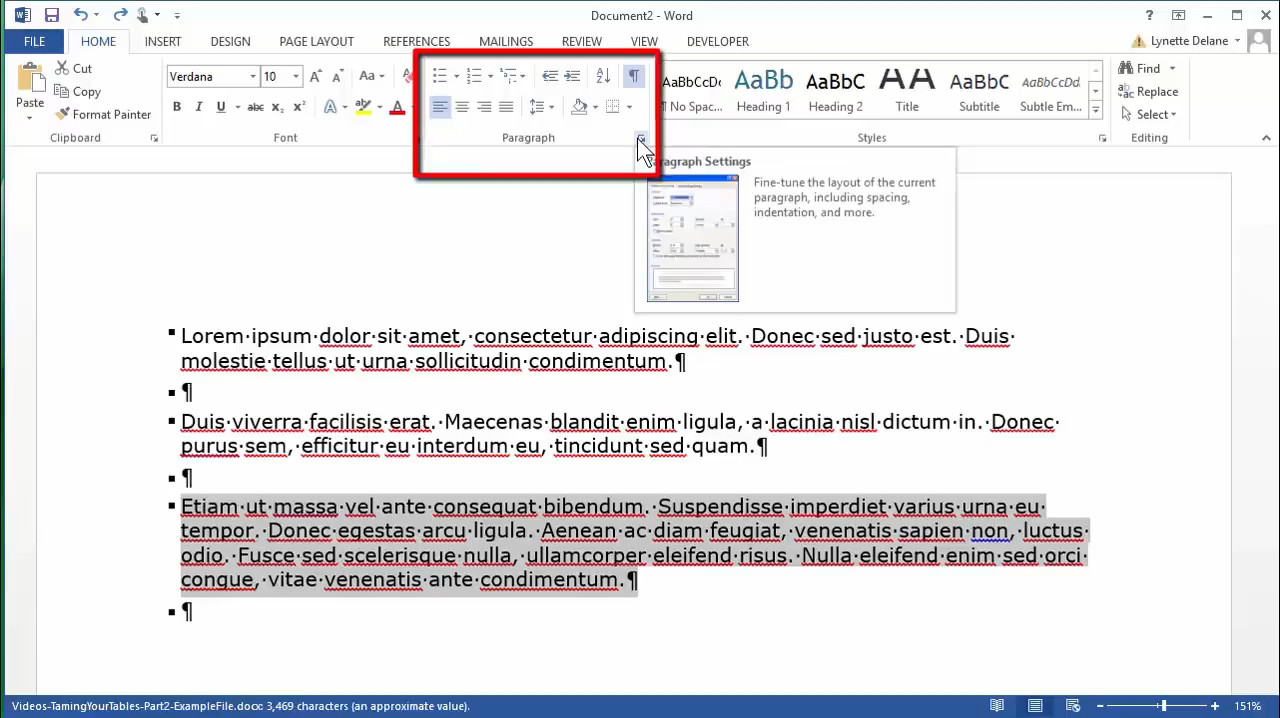 Document2 - Word
?
FILE HOME INSERT DESIGN PAGE LAYOUT REFERENCES MAILINGS REVIEW VIEW DEVELOPER Lynette Delane
Paste
Cut
Copy
Format Painter
Clipboard
Verdana 10 A A Aa
B I U abc x₂ x² A ab A
Font
¶
Paragraph
AaBbCcDc AaBb AaBbC AAB AaBbC AaBbCcDd
¶ No Spac... Heading 1 Heading 2 Title Subtitle Subtle Em...
Styles
Find
Replace
Select
Editing
Paragraph Settings
Fine-tune the layout of the current
paragraph, including spacing,
indentation, and more.
Lorem·ipsum·dolor·sit·amet,·consectetur·adipiscing·elit.·Donec·sed·justo·est.·Duis·
molestie·tellus·ut·urna·sollicitudin·condimentum.¶
¶
Duis·viverra·facilisis·erat.·Maecenas·blandit·enim·ligula,·a·lacinia·nisl·dictum·in.·Donec·
purus·sem,·efficitur·eu·interdum·eu,·tincidunt·sed·quam.¶
¶
Etiam·ut·massa·vel·ante·consequat·bibendum.·Suspendisse·imperdiet·varius·urna·eu·
tempor.·Donec·egestas·arcu·ligula.·Aenean·ac·diam·feugiat,·venenatis·sapien·non,·luctus·
odio.·Fusce·sed·scelerisque·nulla,·ullamcorper·eleifend·risus.·Nulla·eleifend·enim·sed·orci·
congue,·vitae·venenatis·ante·condimentum.¶
¶
Videos-TamingYourTables-Part2-ExampleFile.docx: 3,469 characters (an approximate value). 151%